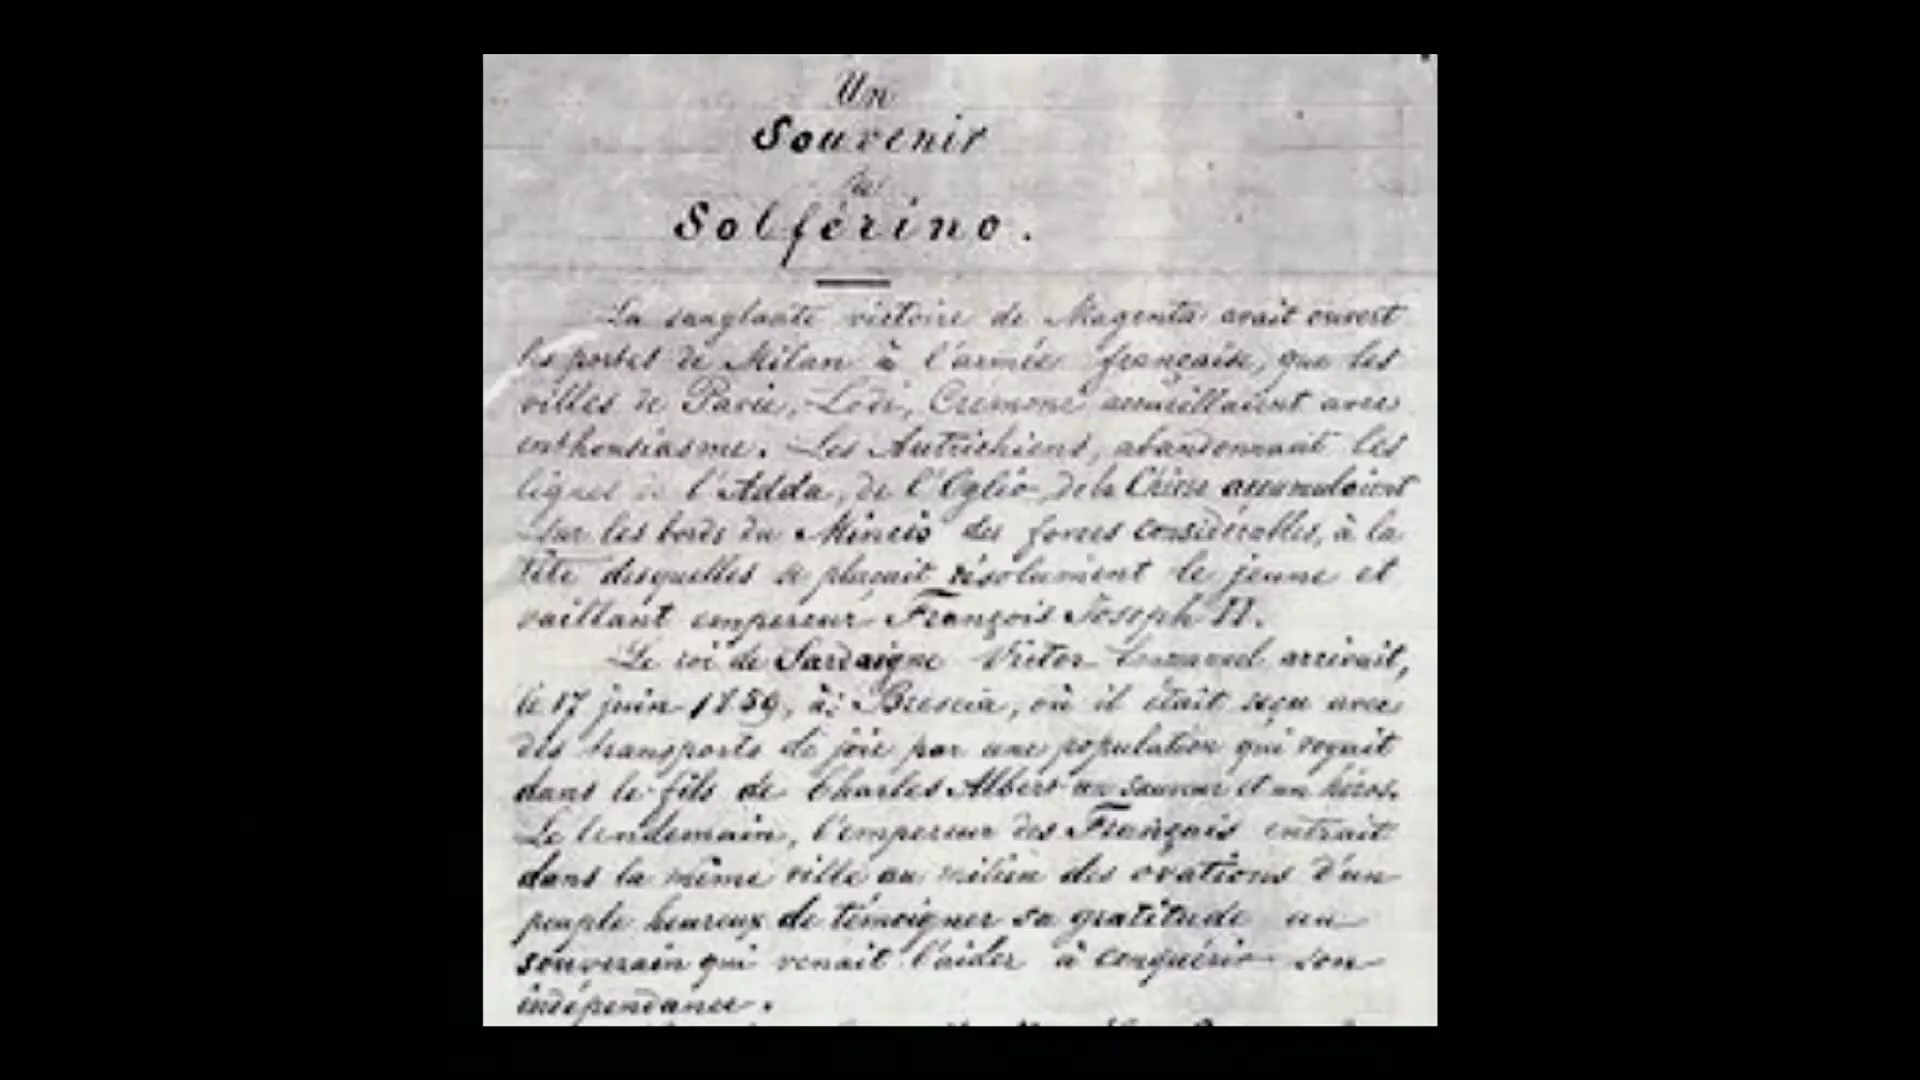 Un
Souvenir
de
Solférino.
La sanglante victoire de Magenta avait ouvert
les portes de Milan à l'armée française, que les
villes de Pavie, Lodi, Crémone accueillaient avec
enthousiasme. Les Autrichiens, abandonnant les
lignes de l'Adda, de l'Oglio, de la Chiese accumulaient
sur les bords du Mincio des forces considérables, à la
tête desquelles se plaçait résolument le jeune et
vaillant empereur François Joseph II.
Le roi de Sardaigne Victor Emmanuel arrivait,
le 17 juin 1859, à Brescia, où il était reçu avec
des transports de joie par une population qui voyait
dans le fils de Charles Albert un sauveur et un héros.
Le lendemain, l'empereur des Français entrait
dans la même ville au milieu des ovations d'un
peuple heureux de témoigner sa gratitude au
souverain qui venait l'aider à conquérir son
indépendance.